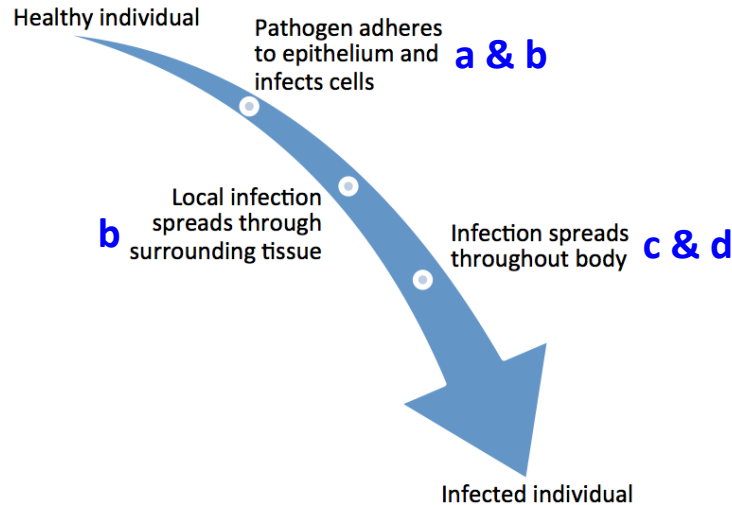 Healthy individual
Pathogen adheres
to epithelium and
infects cells
a & b
Local infection
spreads through
surrounding tissue
b
Infection spreads
throughout body
c & d
Infected individual